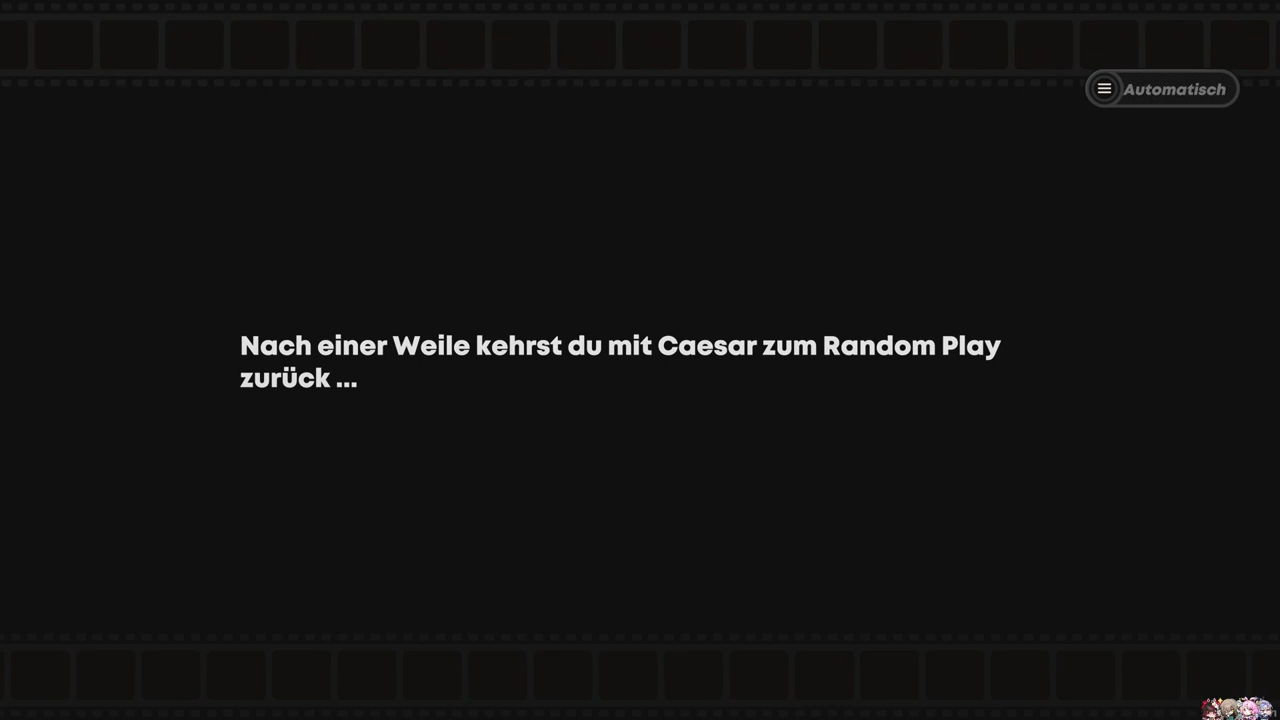 Automatisch
Nach einer Weile kehrst du mit Caesar zum Random Play
zurück ...